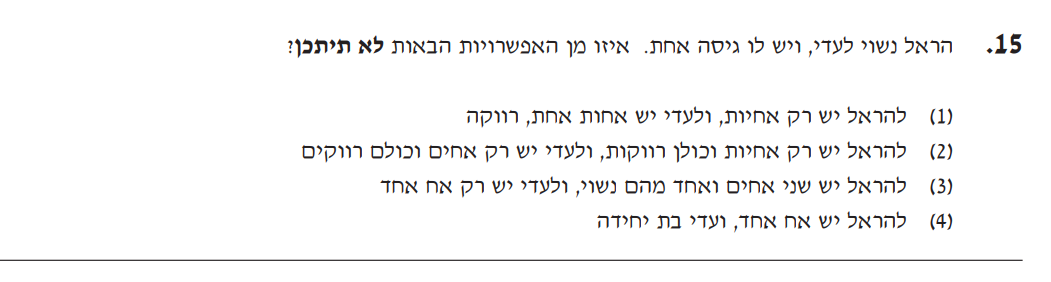 15. הראל נשוי לעדי, ויש לו גיסה אחת. איזו מן האפשרויות הבאות לא תיתכן?
(1) להראל יש רק אחיות, ולעדי יש אחות אחת, רווקה
(2) להראל יש רק אחיות וכולן רווקות, ולעדי יש רק אחים וכולם רווקים
(3) להראל יש שני אחים ואחד מהם נשוי, ולעדי יש רק אח אחד
(4) להראל יש אח אחד, ועדי בת יחידה